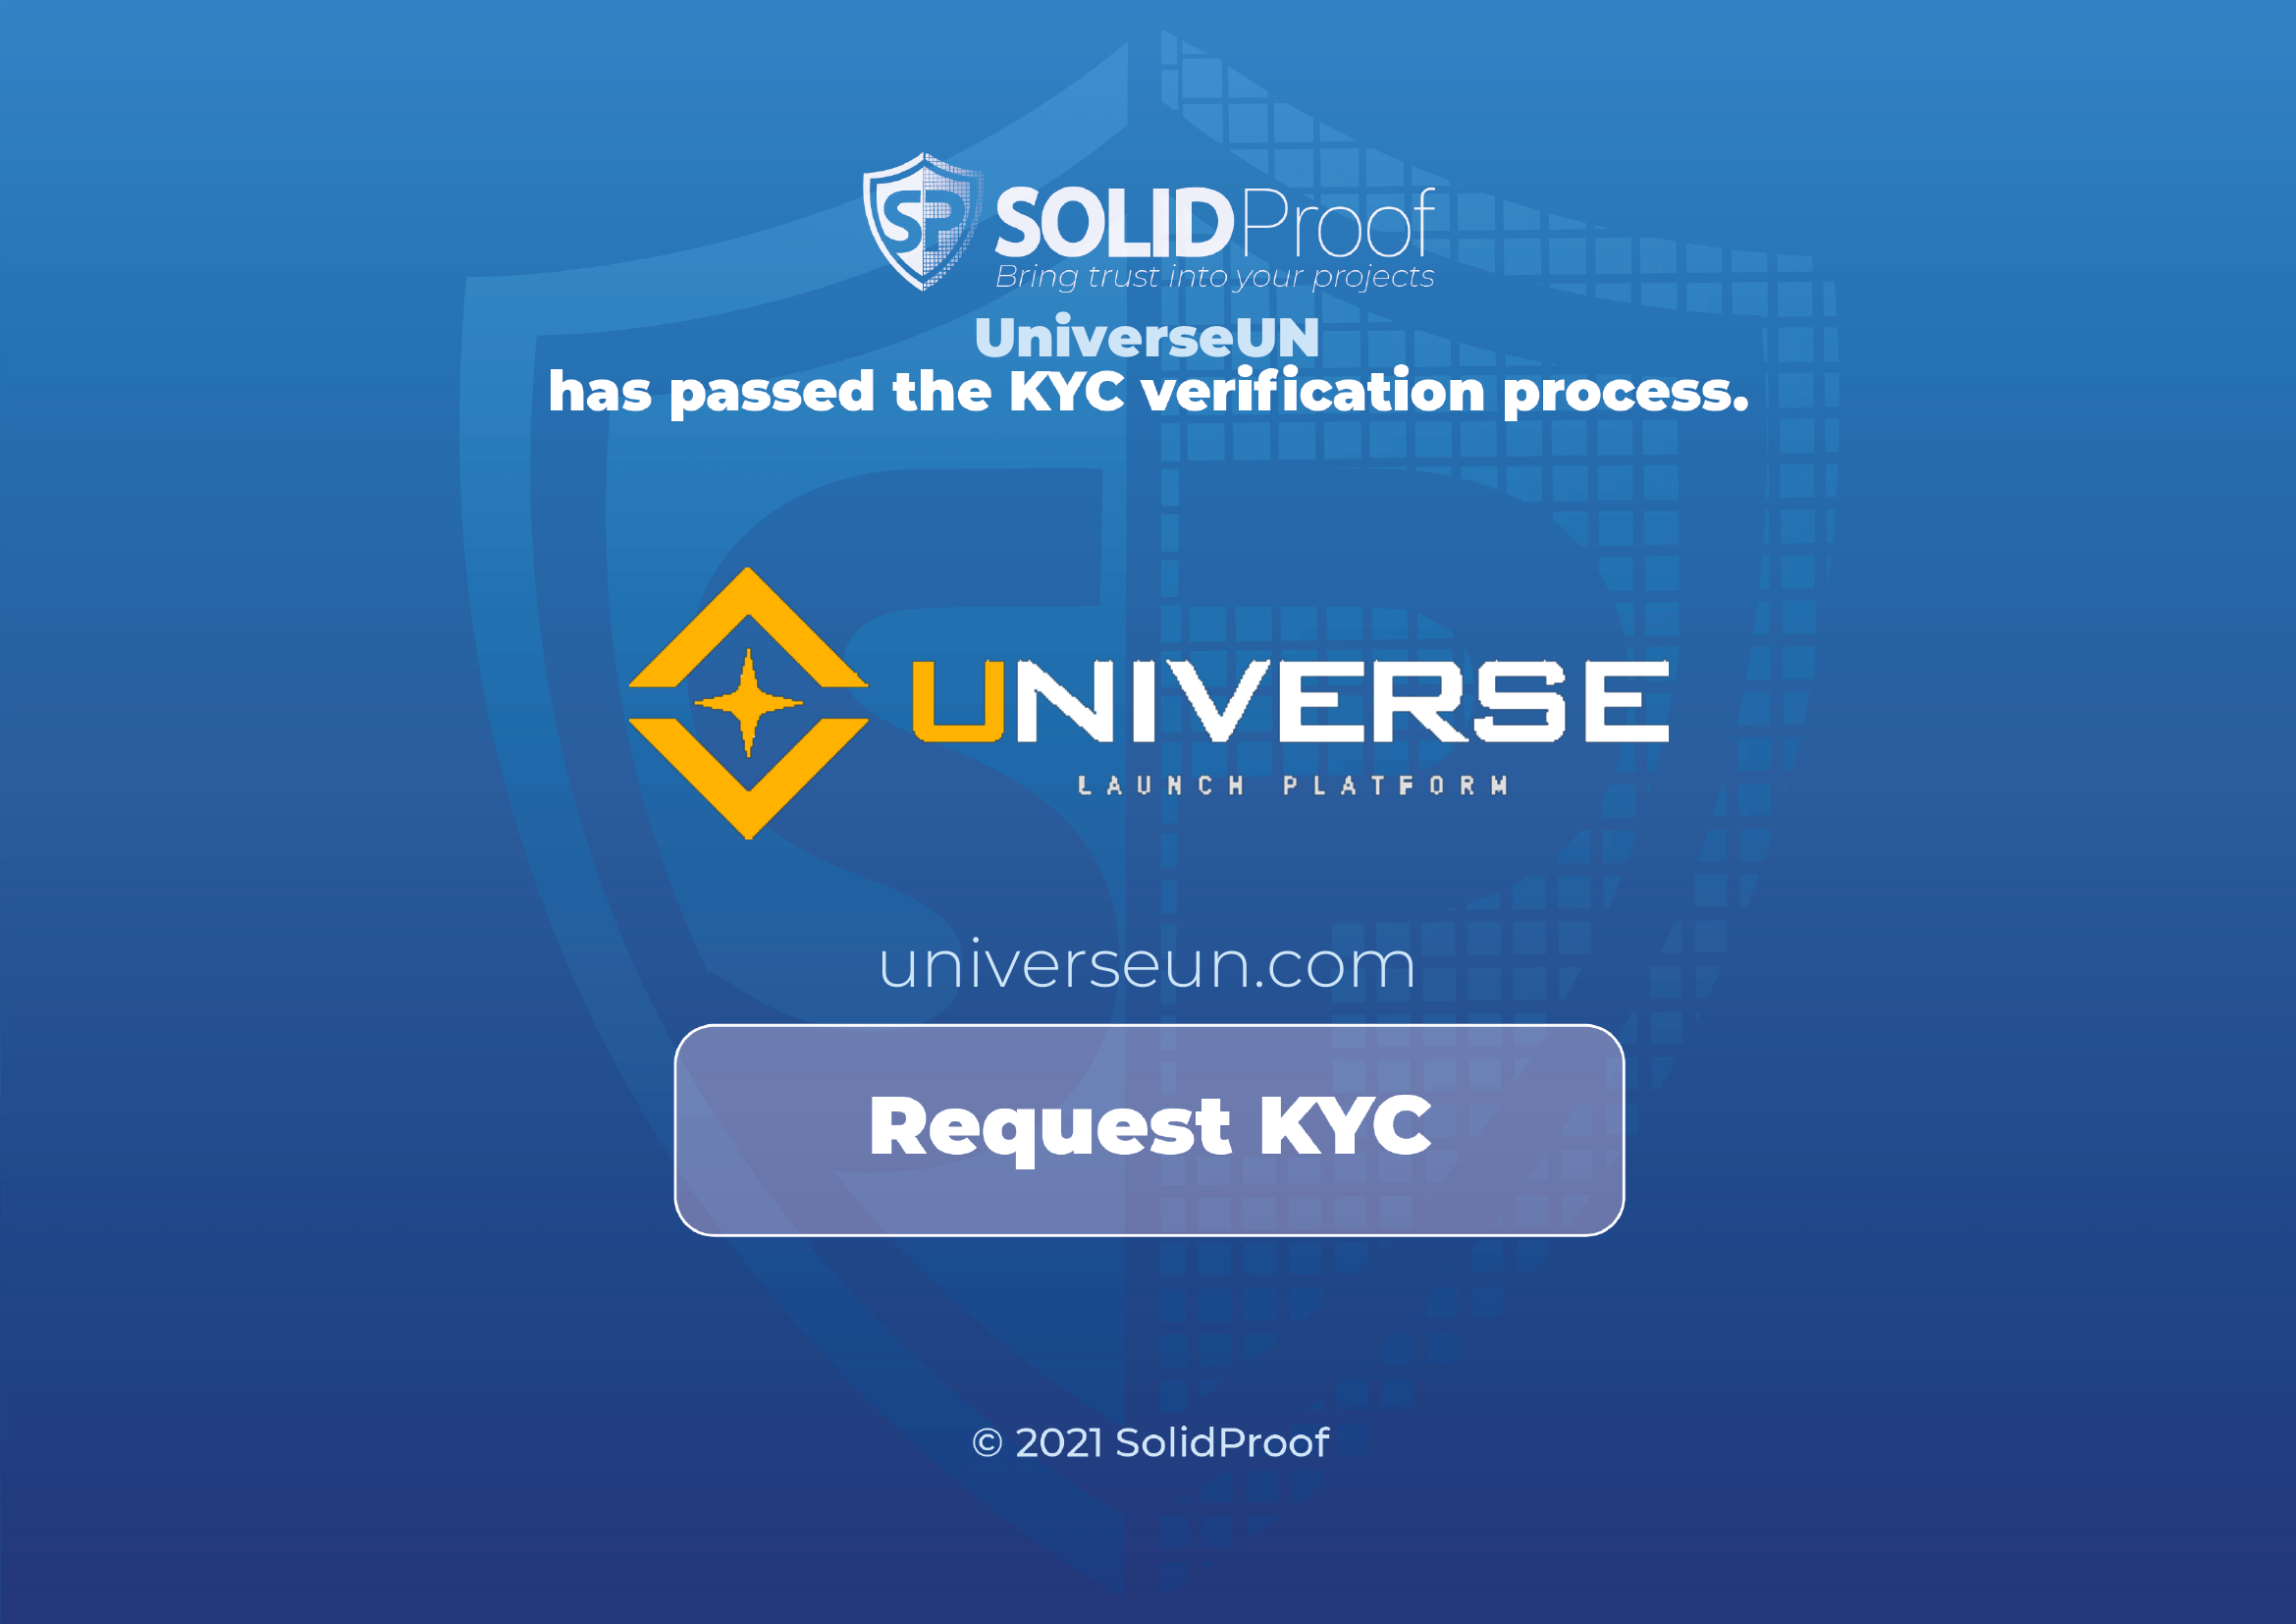 SP SOLIDProof
Bring trust into your projects
UniverseUN
has passed the KYC verification process.
UNIVERSE
LAUNCH PLATFORM
universeun.com
Request KYC
© 2021 SolidProof